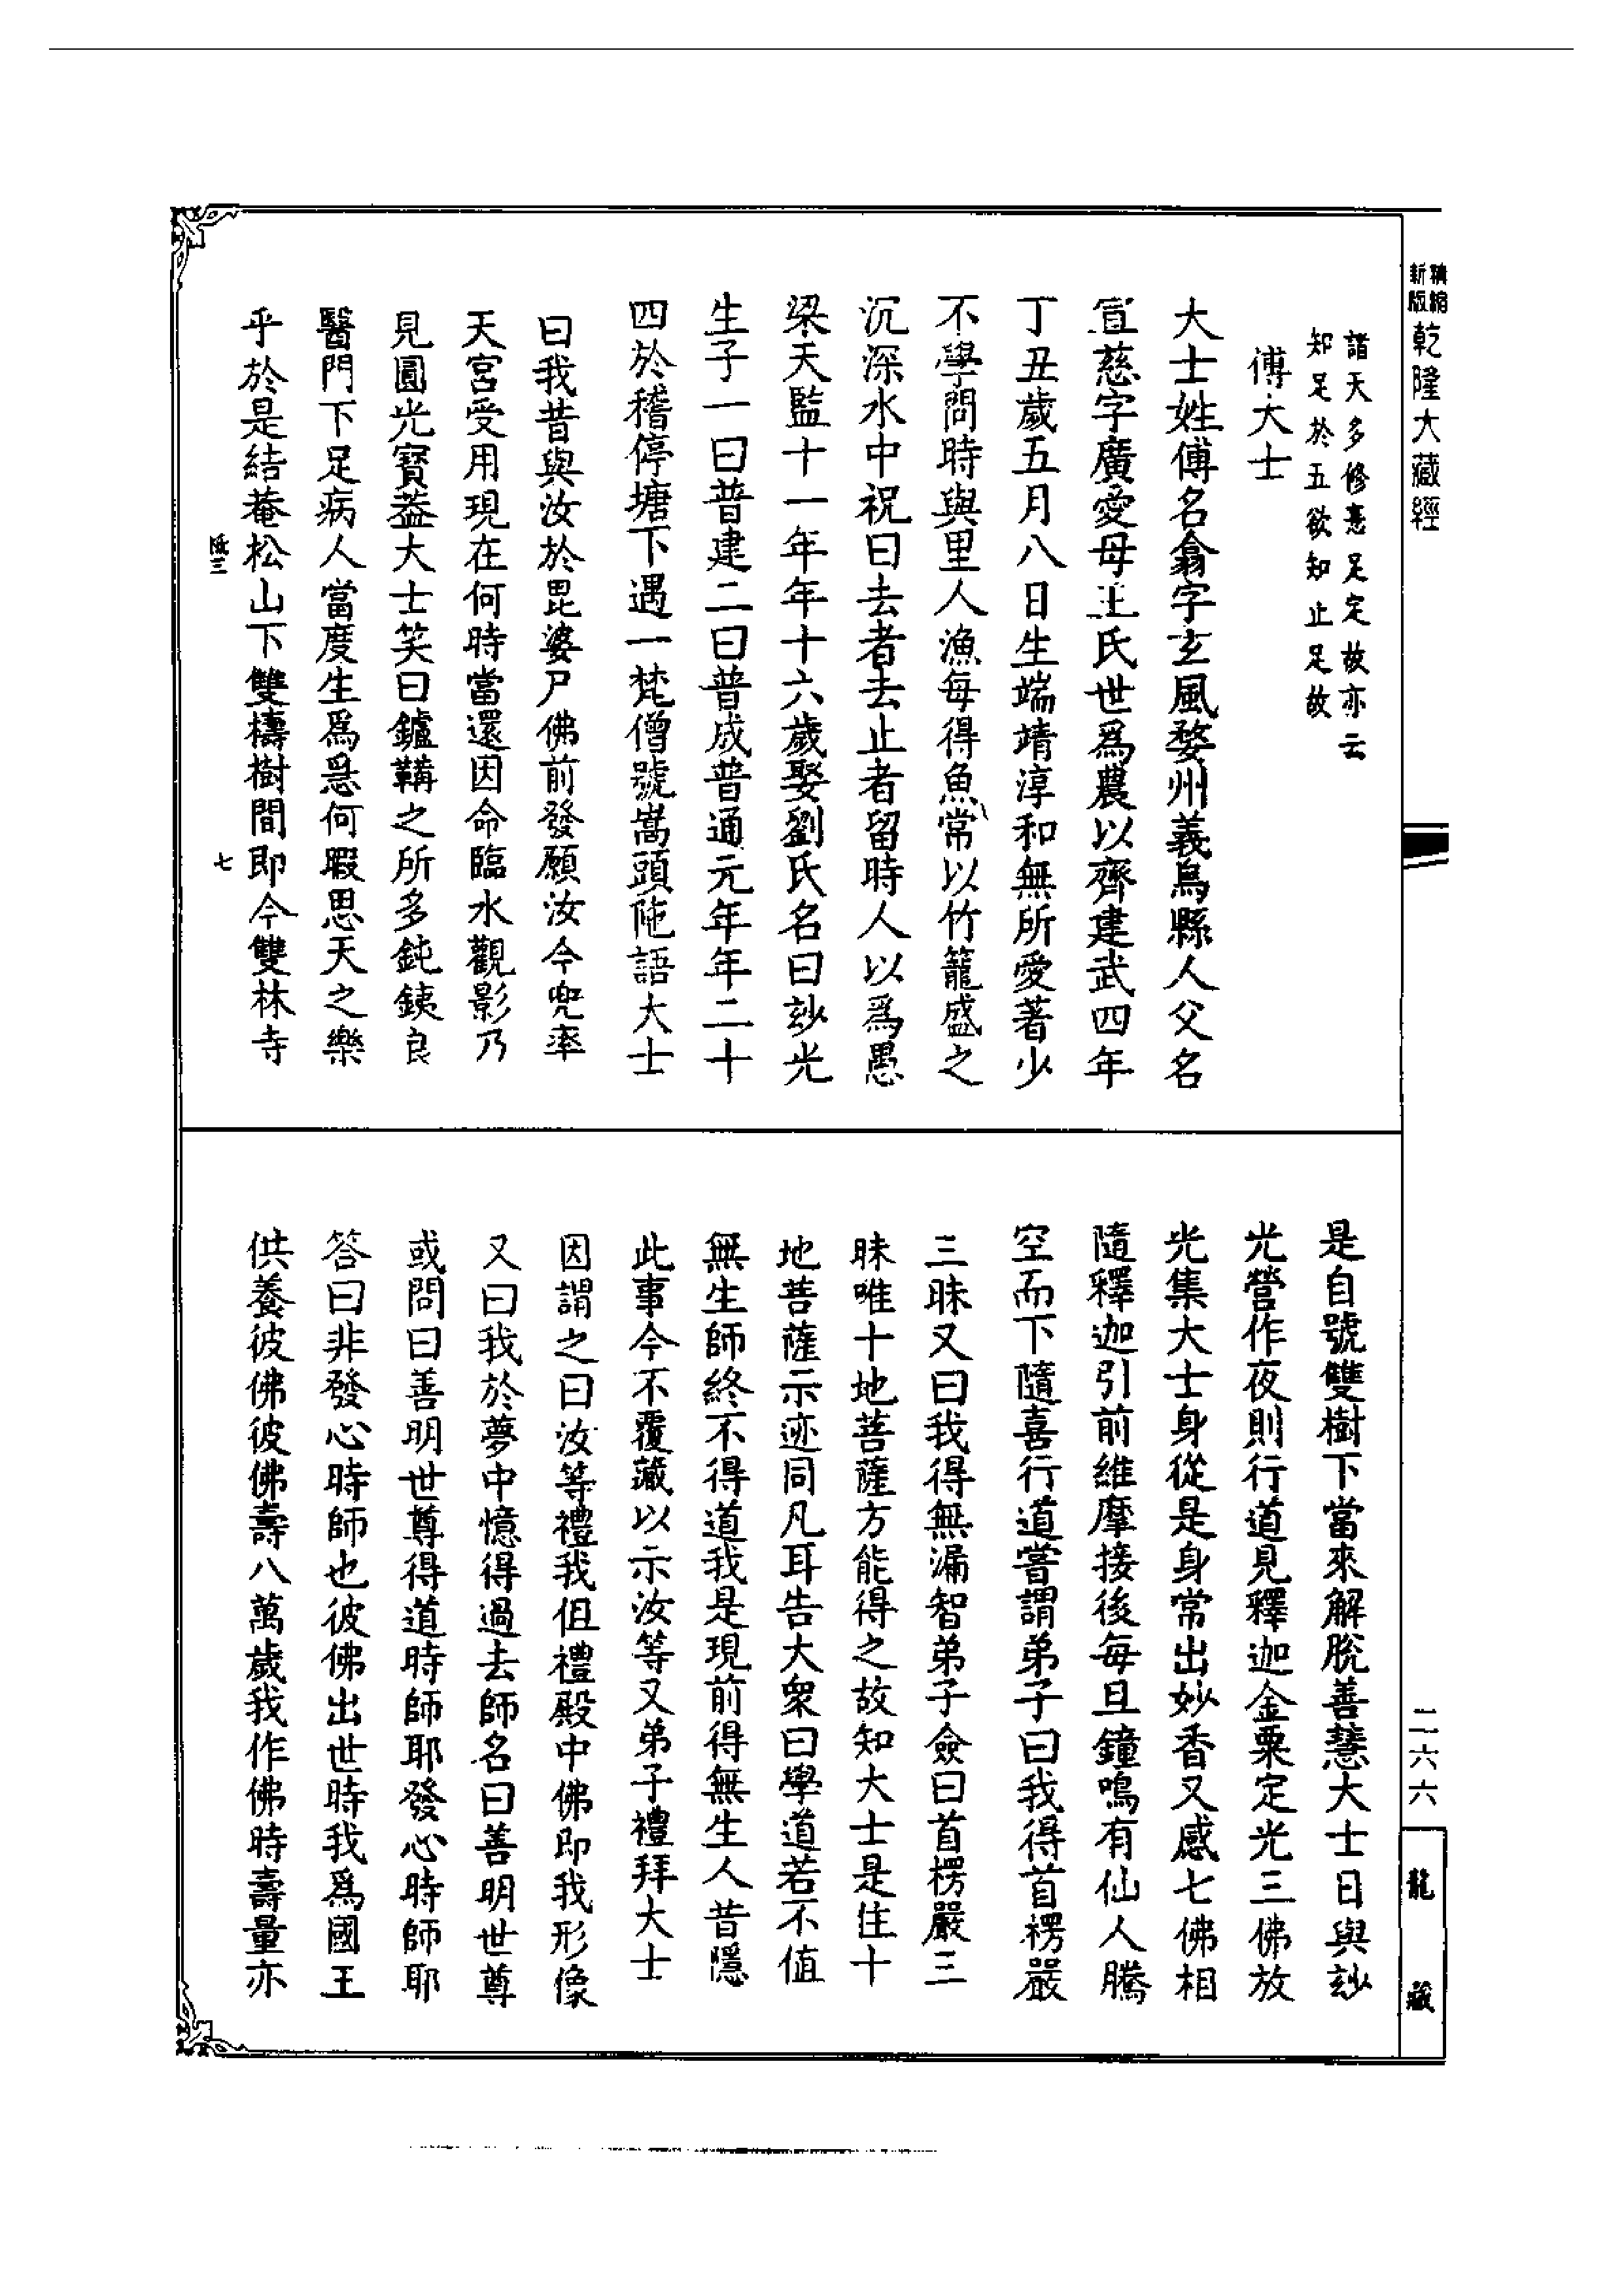 精縮
新版
乾隆大藏經
諸天多修喜足定故亦云
知足於五欲知止足故
傅大士
大士姓傅名翕字玄風婺州義烏縣人父名
宣慈字廣愛母王氏世爲農以齊建武四年
丁丑歲五月八日生端靖淳和無所愛著少
不學問時與里人漁每得魚常以竹籠盛之
沉深水中祝曰去者去止者留時人以爲愚
梁天監十一年年十六歲娶劉氏名曰玅光
生子一曰普建二曰普成普通元年年二十
四於稽停塘下遇一梵僧號嵩頭陁語大士
曰我昔與汝於毘婆尸佛前發願汝今兜率
天宮受用現在何時當還因命臨水觀影乃
見圓光寶葢大士笑曰鑪鞴之所多鈍鐵良
醫門下足病人當度生爲急何暇思天之樂
乎於是結菴松山下雙檮樹間即今雙林寺
七
是自號雙樹下當來解脫善慧大士日與玅
光營作夜則行道見釋迦金粟定光三佛放
光集大士身從是身常出妙香又感七佛相
隨釋迦引前維摩接後每旦鐘鳴有仙人騰
空而下隨喜行道嘗謂弟子曰我得首楞嚴
三昧又曰我得無漏智弟子僉曰首楞嚴三
昧唯十地菩薩方能得之故知大士是住十
地菩薩示迹同凡耳告大衆曰學道若不值
無生師終不得道我是現前得無生人昔隱
此事今不覆藏以示汝等又弟子禮拜大士
因謂之曰汝等禮我但禮殿中佛即我形像
又曰我於夢中憶得過去師名曰善明世尊
或問曰善明世尊得道時師耶發心時師耶
答曰非發心時師也彼佛出世時我爲國王
供養彼佛彼佛壽八萬歲我作佛時壽量亦
二六六
龍藏